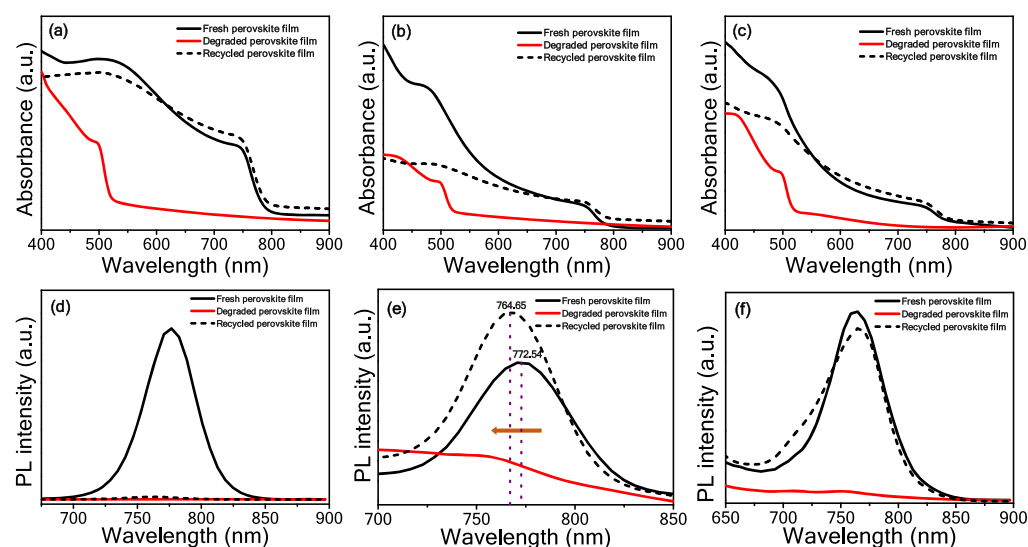 (a)
Fresh perovskite film
Degraded perovskite film
Recycled perovskite film
Absorbance (a.u.)
400 500 600 700 800 900
Wavelength (nm)
(b)
Fresh perovskite film
Degraded perovskite film
Recycled perovskite film
Absorbance (a.u.)
400 500 600 700 800 900
Wavelength (nm)
(c)
Fresh perovskite film
Degraded perovskite film
Recycled perovskite film
Absorbance (a.u.)
400 500 600 700 800 900
Wavelength (nm)
(d)
Fresh perovskite film
Degraded perovskite film
Recycled perovskite film
PL intensity (a.u.)
700 750 800 850 900
Wavelength (nm)
(e)
764.65
Fresh perovskite film
Degraded perovskite film
Recycled perovskite film
772.54
PL intensity (a.u.)
700 750 800 850
Wavelength (nm)
(f)
Fresh perovskite film
Degraded perovskite film
Recycled perovskite film
PL intensity (a.u.)
650 700 750 800 850 900
Wavelength (nm)